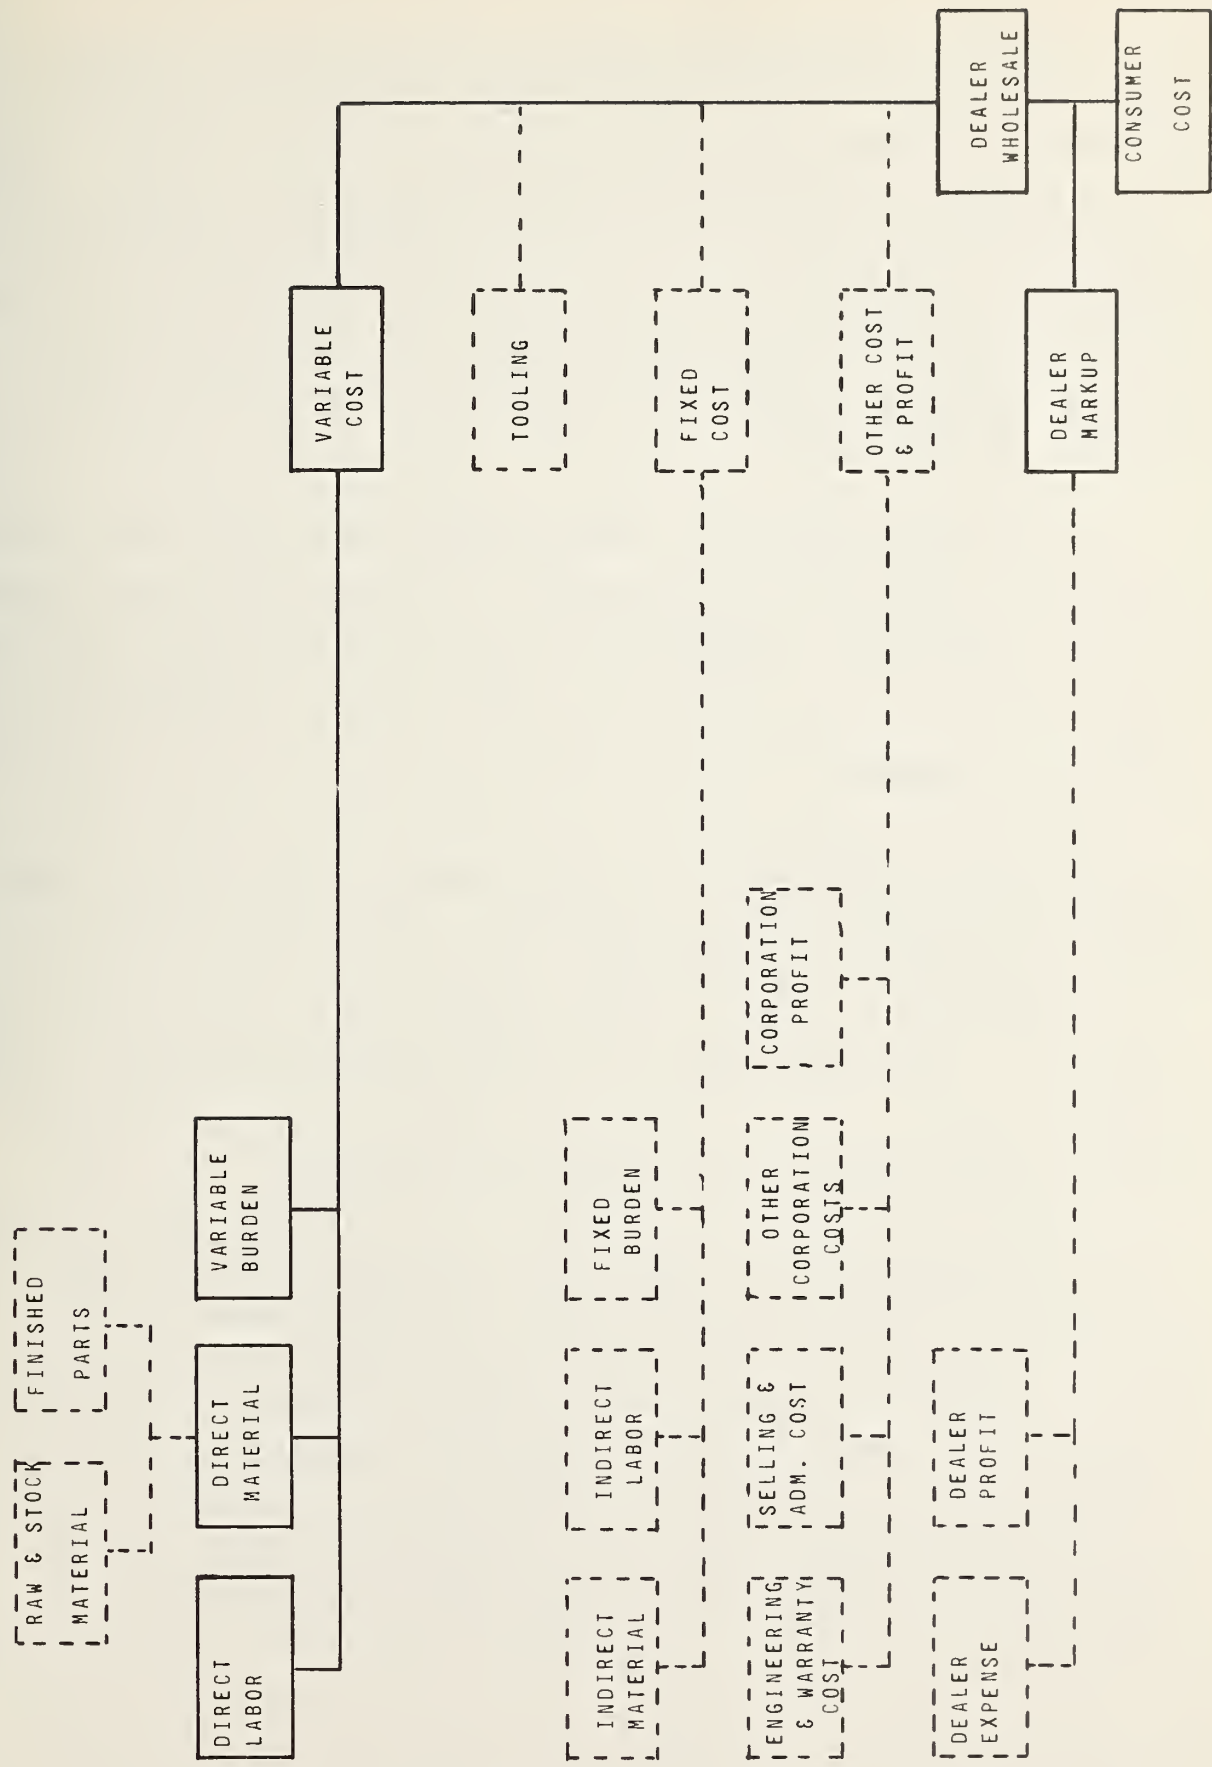 RAW & STOCK
MATERIAL
FINISHED
PARTS
DIRECT
LABOR
DIRECT
MATERIAL
VARIABLE
BURDEN
VARIABLE
COST
TOOLING
INDIRECT
MATERIAL
INDIRECT
LABOR
FIXED
BURDEN
FIXED
COST
ENGINEERING
& WARRANTY
COST
SELLING &
ADM. COST
OTHER
CORPORATION
COSTS
CORPORATION
PROFIT
OTHER COST
& PROFIT
DEALER
WHOLESALE
DEALER
EXPENSE
DEALER
PROFIT
DEALER
MARKUP
CONSUMER
COST